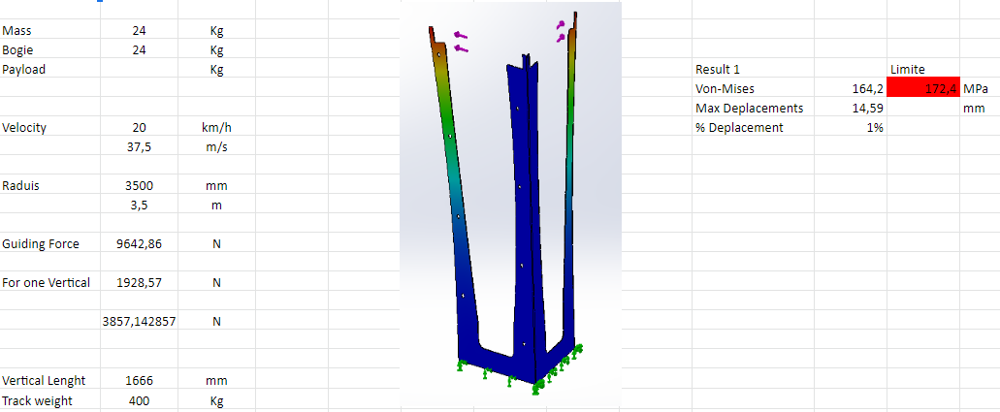 Mass 24 Kg
Bogie 24 Kg
Payload Kg
Velocity 20 km/h
37,5 m/s
Raduis 3500 mm
3,5 m
Guiding Force 9642,86 N
For one Vertical 1928,57 N
3857,142857 N
Vertical Lenght 1666 mm
Track weight 400 Kg
Result 1 Limite
Von-Mises 164,2 172,4 MPa
Max Deplacements 14,59 mm
% Deplacement 1%